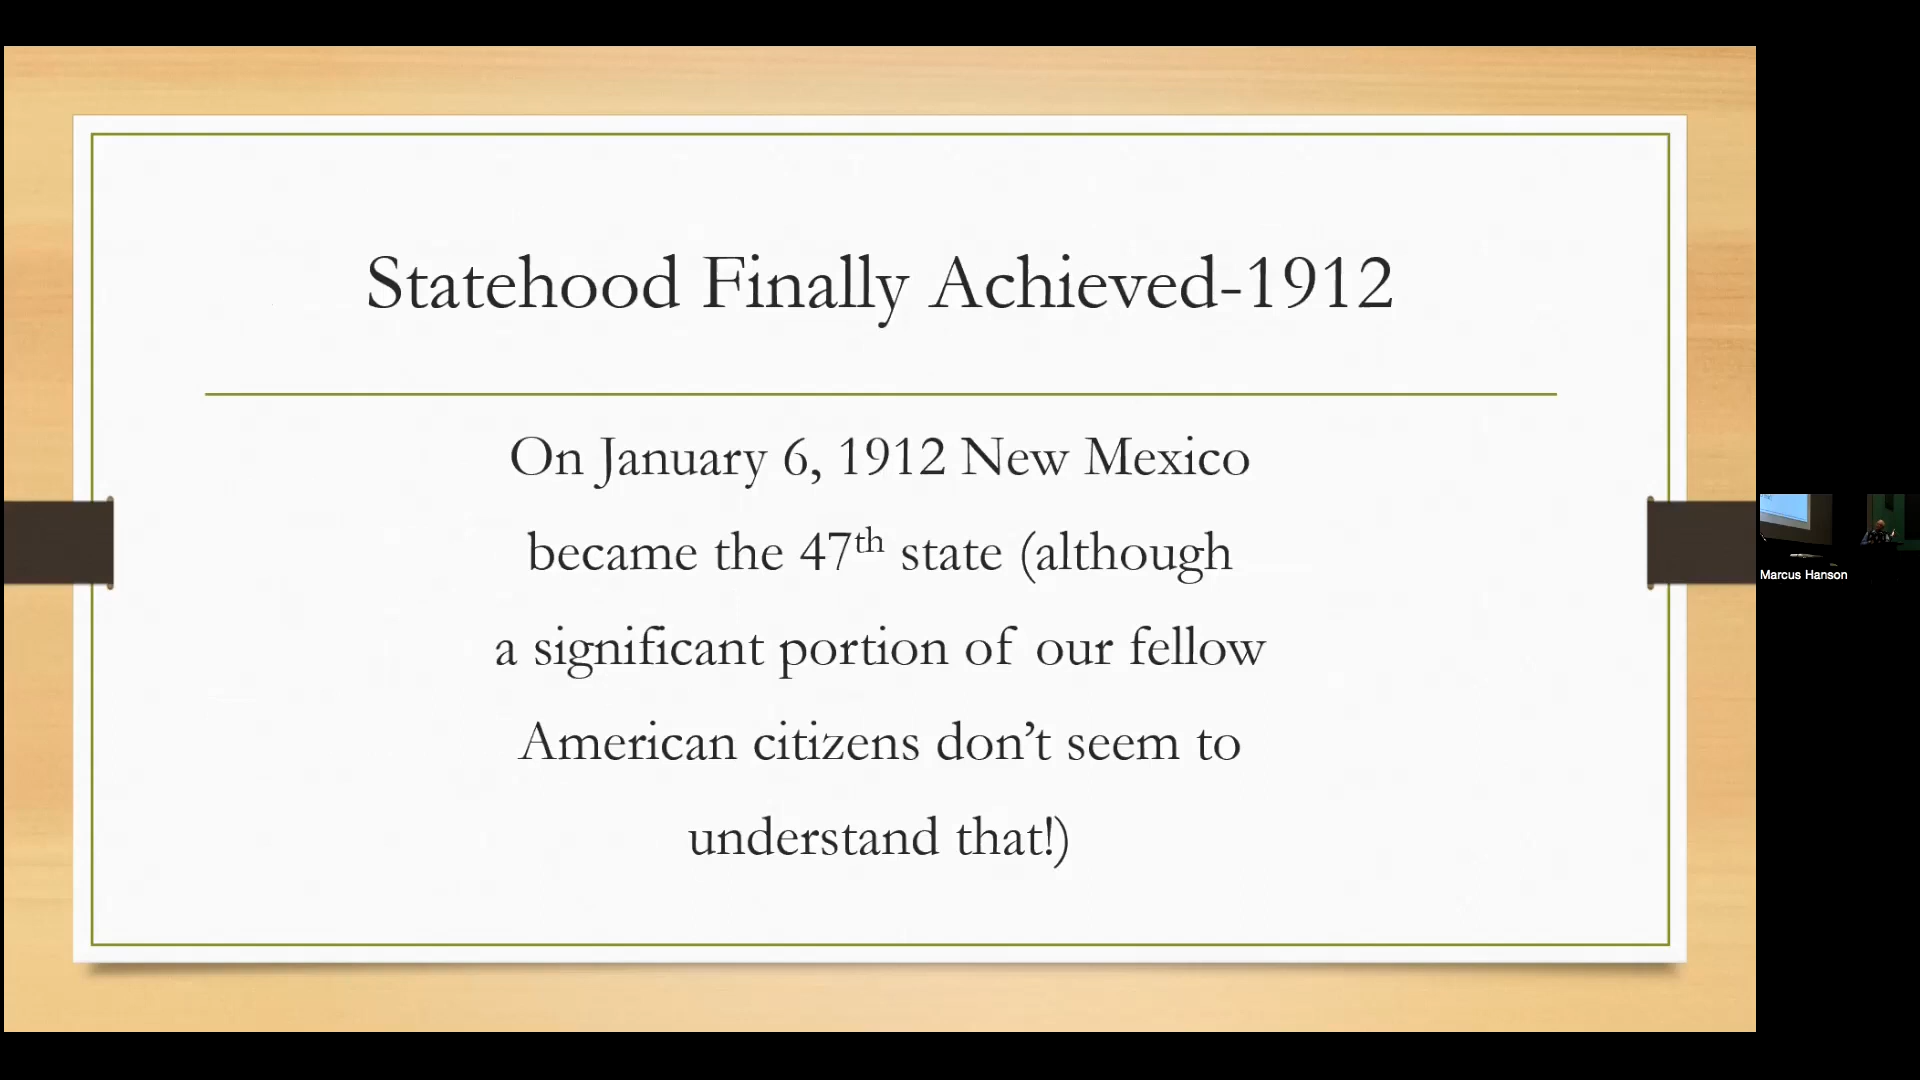 Statehood Finally Achieved-1912
On January 6, 1912 New Mexico
became the 47th state (although
a significant portion of our fellow
American citizens don’t seem to
understand that!)
Marcus Hanson